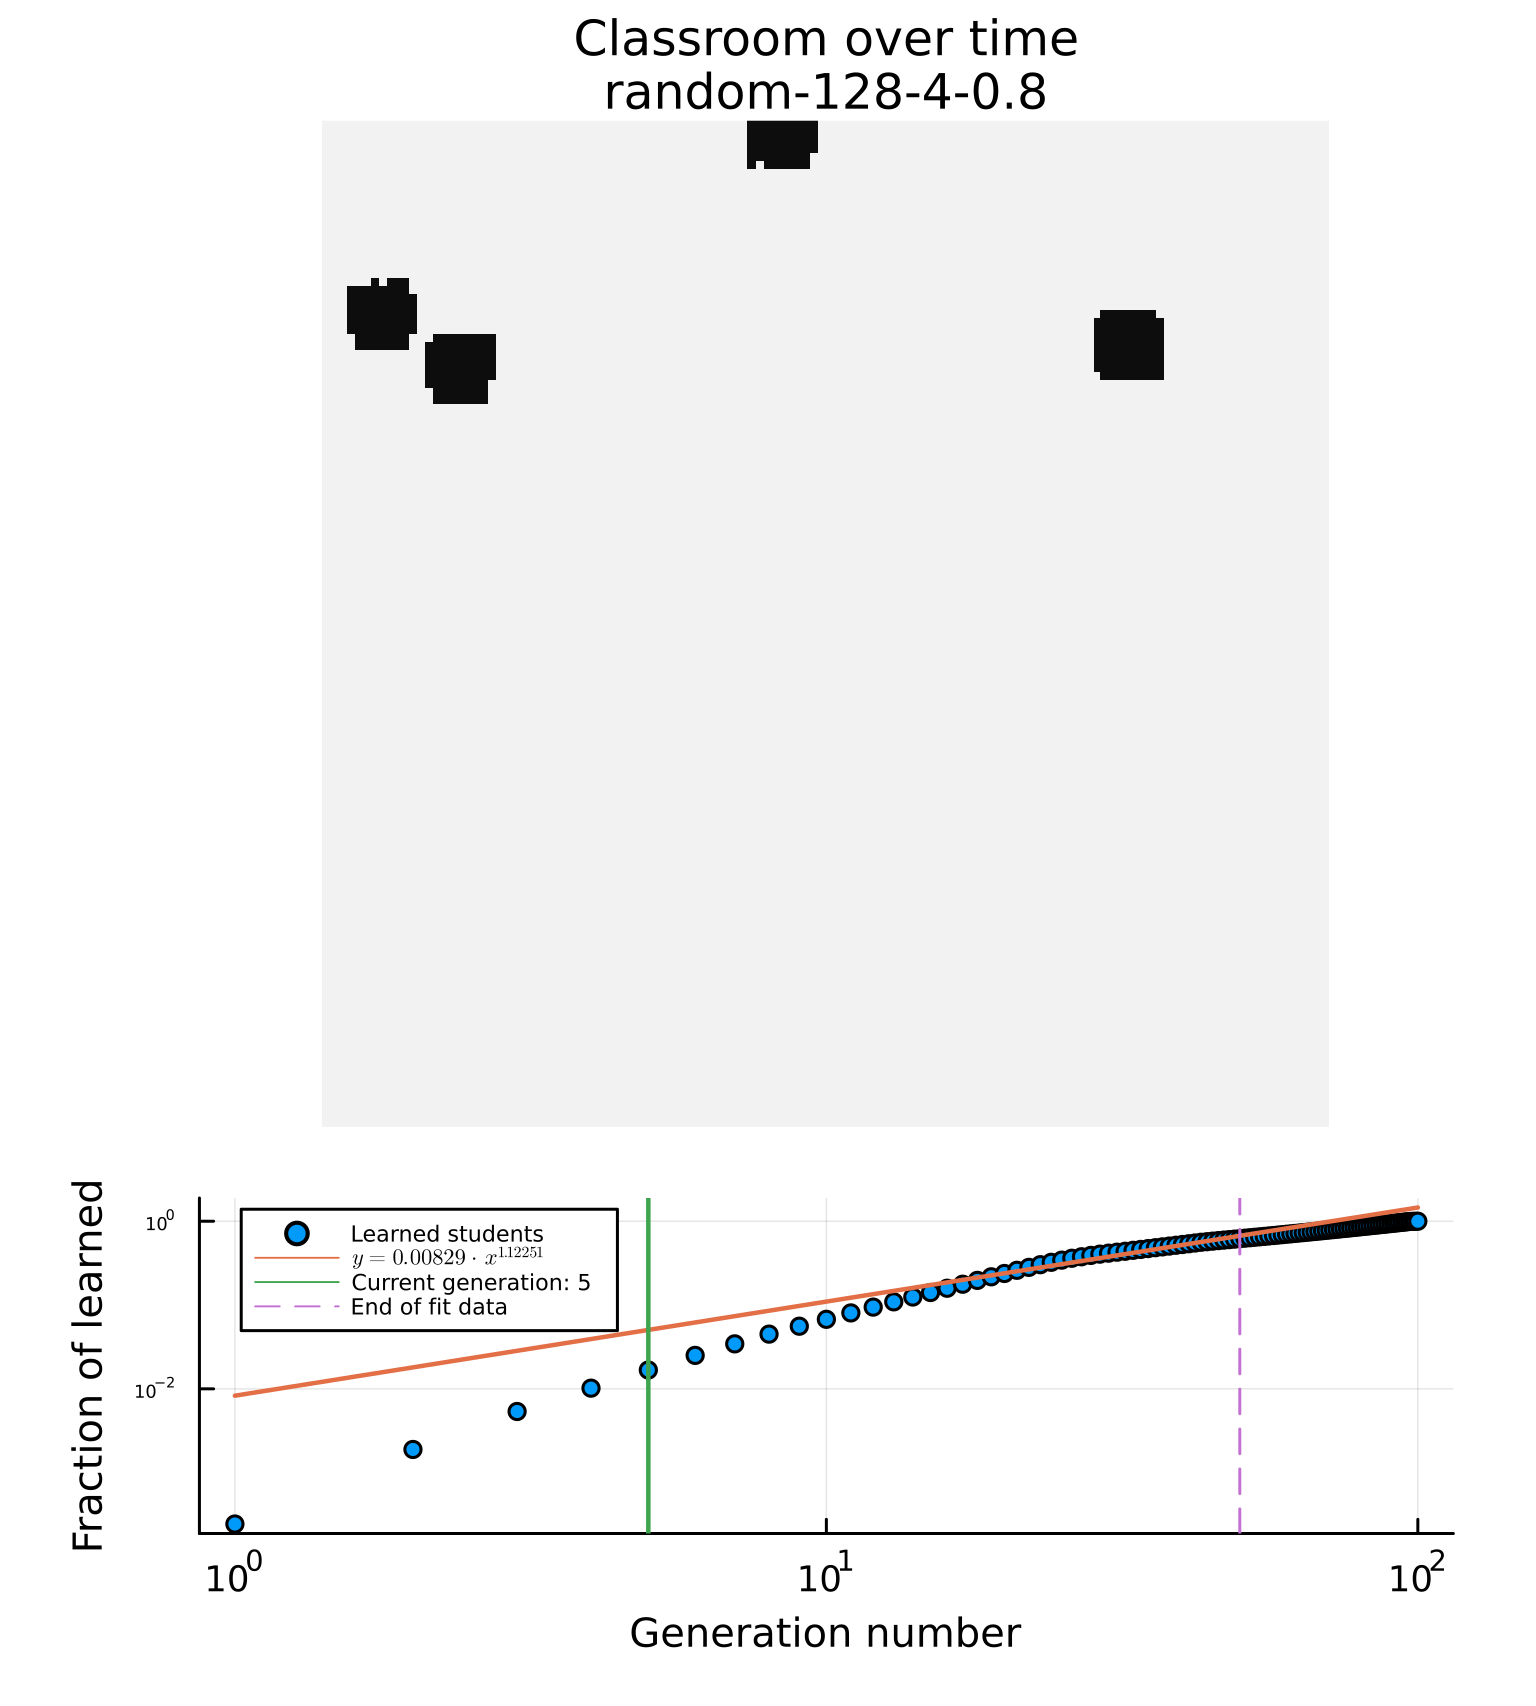 Classroom over time
random-128-4-0.8
Fraction of learned
10^0
10^-2
Learned students
y = 0.00829 · x^1.12251
Current generation: 5
End of fit data
10^0
10^1
10^2
Generation number